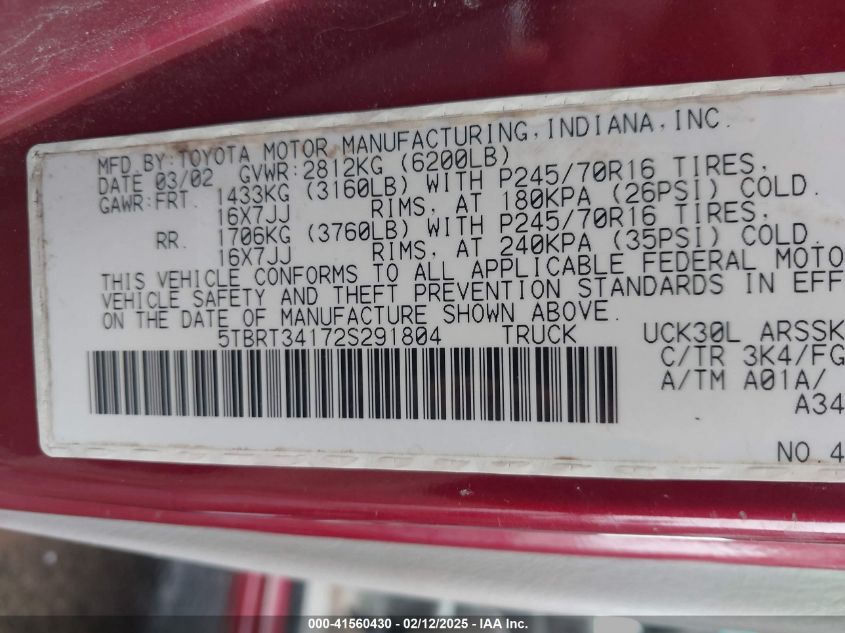 MFD.BY:TOYOTA MOTOR MANUFACTURING,INDIANA,INC.
DATE 03/02 GVWR:2812KG (6200LB)
GAWR:FRT. 1433KG (3160LB) WITH P245/70R16 TIRES,
16X7JJ RIMS, AT 180KPA (26PSI) COLD.
RR. 1706KG (3760LB) WITH P245/70R16 TIRES,
16X7JJ RIMS, AT 240KPA (35PSI) COLD.
THIS VEHICLE CONFORMS TO ALL APPLICABLE FEDERAL MOTO
VEHICLE SAFETY AND THEFT PREVENTION STANDARDS IN EFF
ON THE DATE OF MANUFACTURE SHOWN ABOVE.
5TBRT34172S291804 TRUCK UCK30L ARSSK
C/TR 3K4/FG
A/TM A01A/
A34
NO.4
000-41560430 - 02/12/2025 - IAA Inc.